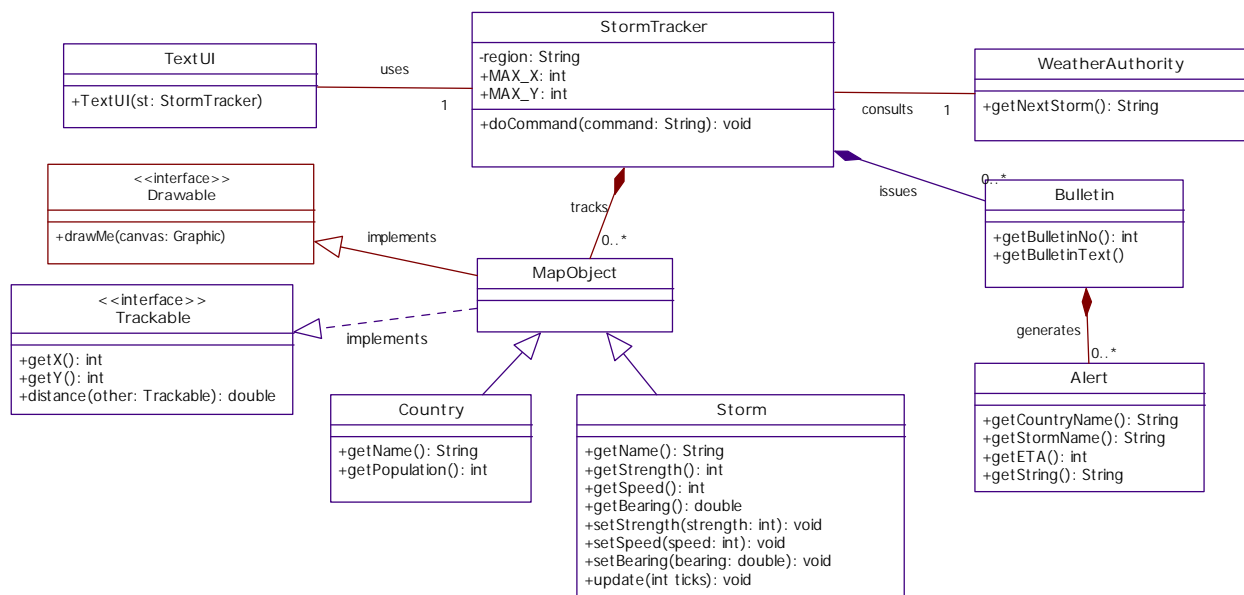 StormTracker
-region: String
+MAX_X: int
+MAX_Y: int
+doCommand(command: String): void
TextUI
+TextUI(st: StormTracker)
uses
1
WeatherAuthority
+getNextStorm(): String
consults
1
<<interface>>
Drawable
+drawMe(canvas: Graphic)
implements
tracks
0..*
issues
0..*
Bulletin
+getBulletinNo(): int
+getBulletinText()
MapObject
<<interface>>
Trackable
+getX(): int
+getY(): int
+distance(other: Trackable): double
implements
generates
0..*
Alert
+getCountryName(): String
+getStormName(): String
+getETA(): int
+getString(): String
Country
+getName(): String
+getPopulation(): int
Storm
+getName(): String
+getStrength(): int
+getSpeed(): int
+getBearing(): double
+setStrength(strength: int): void
+setSpeed(speed: int): void
+setBearing(bearing: double): void
+update(int ticks): void